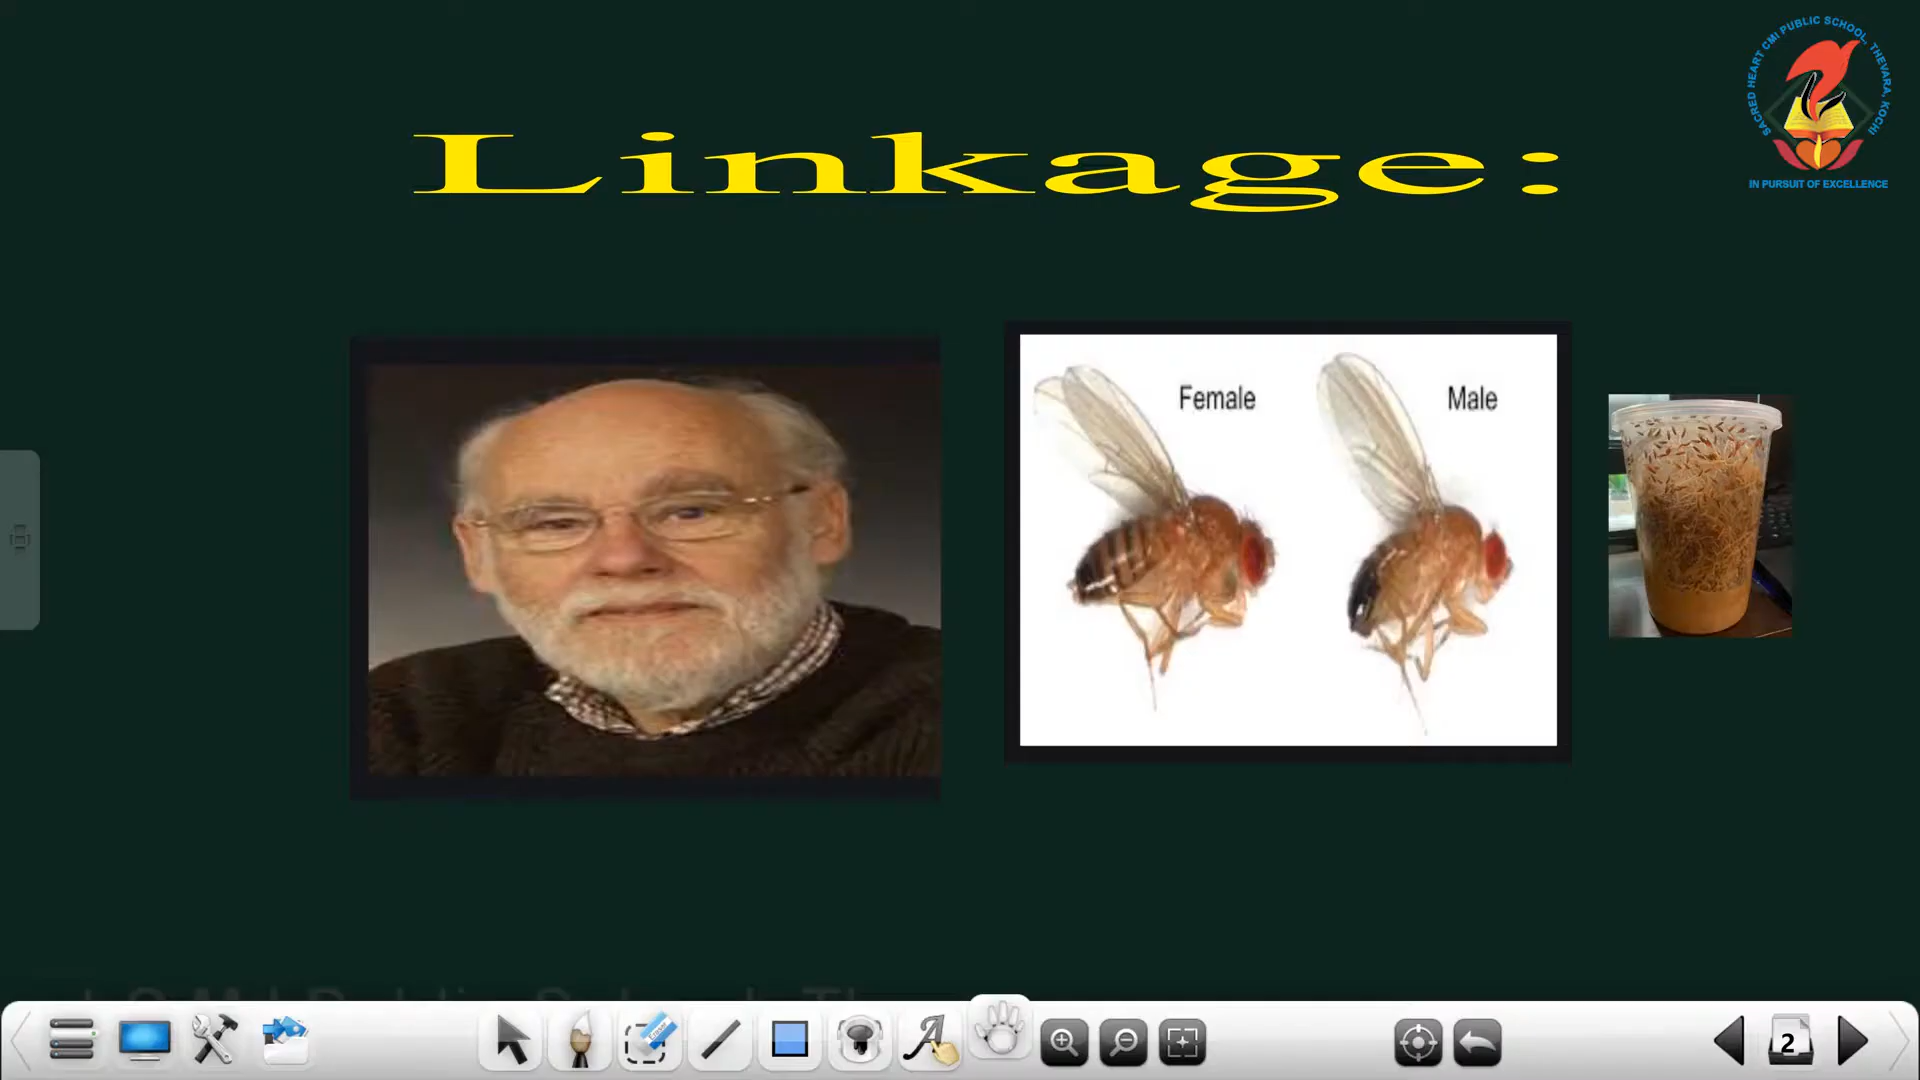 SACRED HEART CMI PUBLIC SCHOOL, THEVARA, KOCHI
IN PURSUIT OF EXCELLENCE
Linkage:
Female
Male
2